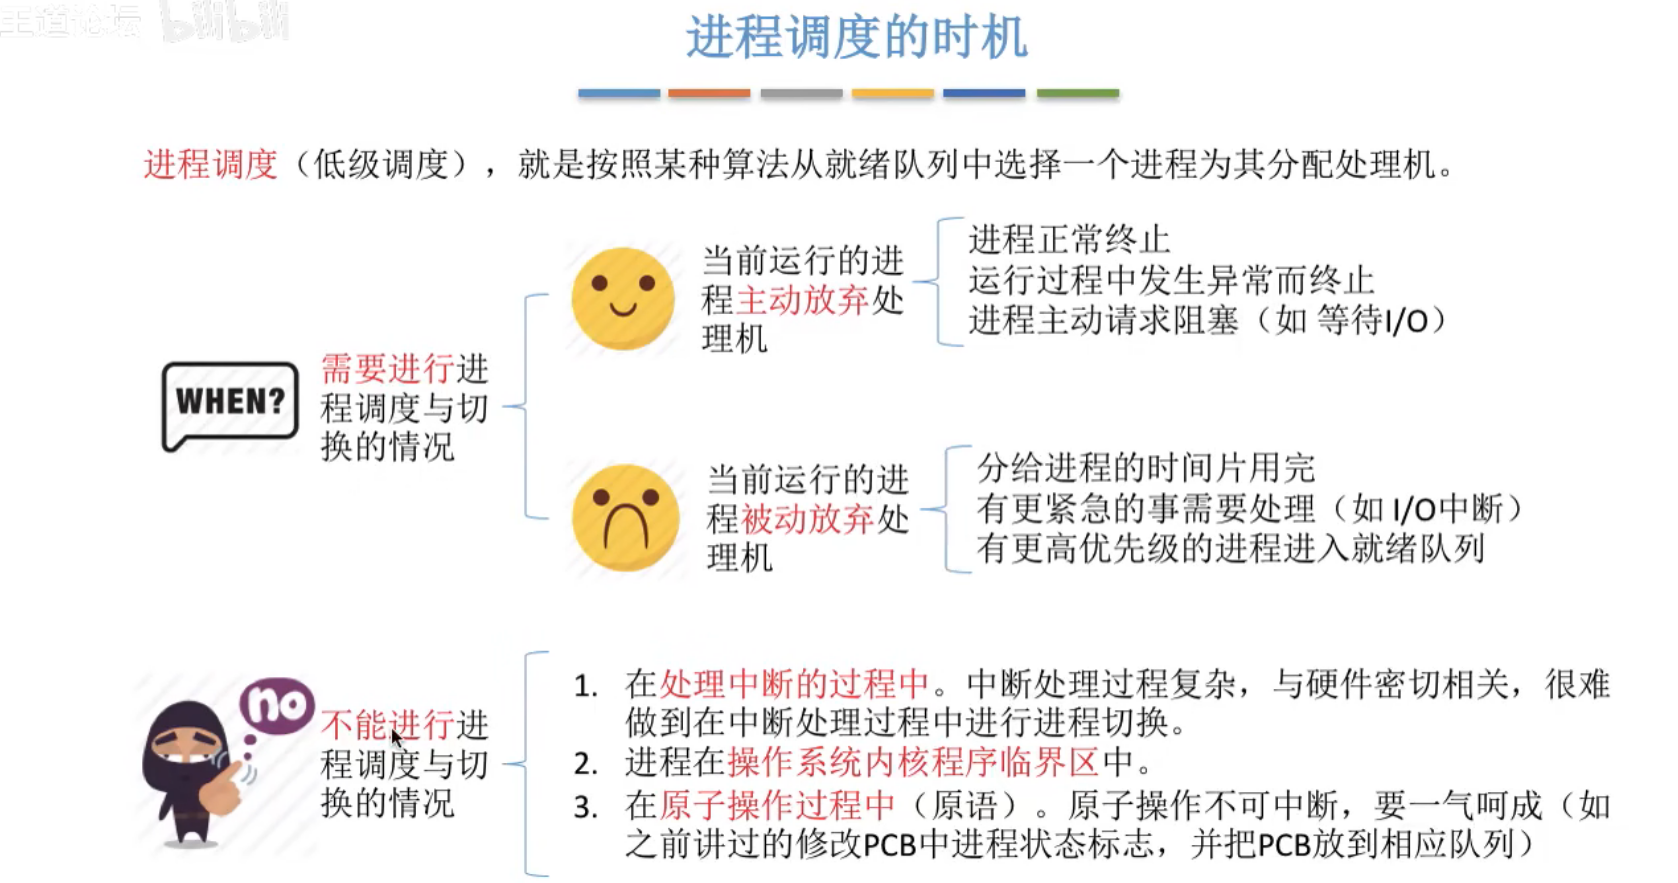 王道论坛 bilibili
进程调度的时机
进程调度（低级调度），就是按照某种算法从就绪队列中选择一个进程为其分配处理机。
WHEN?
需要进行进
程调度与切
换的情况
当前运行的进
程主动放弃处
理机
进程正常终止
运行过程中发生异常而终止
进程主动请求阻塞（如 等待I/O）
当前运行的进
程被动放弃处
理机
分给进程的时间片用完
有更紧急的事需要处理（如 I/O中断）
有更高优先级的进程进入就绪队列
no
不能进行进
程调度与切
换的情况
1. 在处理中断的过程中。中断处理过程复杂，与硬件密切相关，很难
做到在中断处理过程中进行进程切换。
2. 进程在操作系统内核程序临界区中。
3. 在原子操作过程中（原语）。原子操作不可中断，要一气呵成（如
之前讲过的修改PCB中进程状态标志，并把PCB放到相应队列）